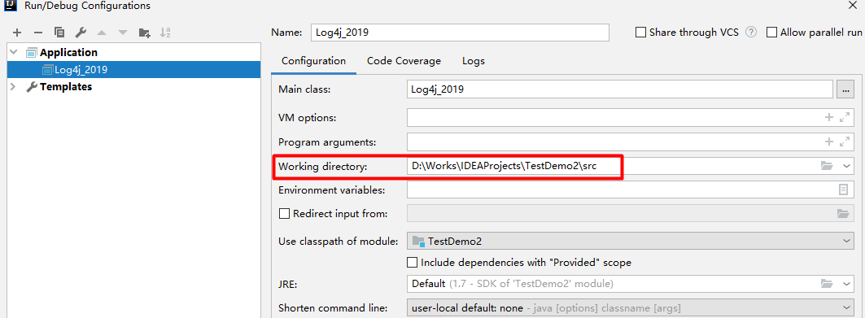 Run/Debug Configurations
Application
Log4j_2019
Templates
Name: Log4j_2019 Share through VCS ? Allow parallel run
Configuration Code Coverage Logs
Main class: Log4j_2019 ...
VM options:
Program arguments:
Working directory: D:\Works\IDEAProjects\TestDemo2\src
Environment variables:
Redirect input from:
Use classpath of module: TestDemo2
Include dependencies with "Provided" scope
JRE: Default (1.7 - SDK of 'TestDemo2' module)
Shorten command line: user-local default: none - java [options] classname [args]